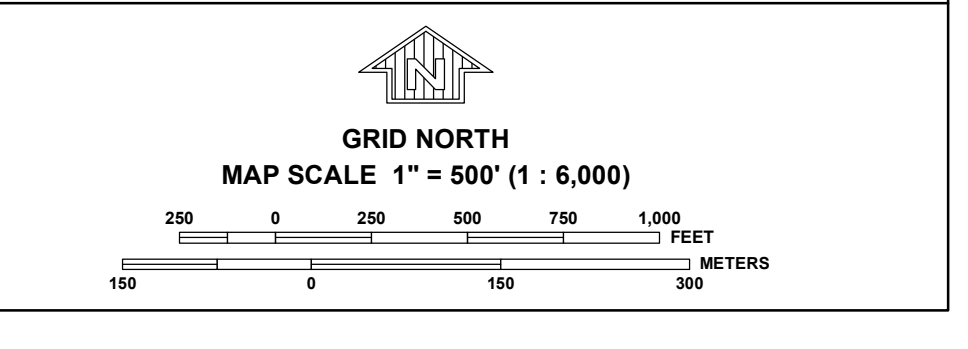 N
GRID NORTH
MAP SCALE 1" = 500' (1 : 6,000)
250 0 250 500 750 1,000
FEET
METERS
150 0 150 300